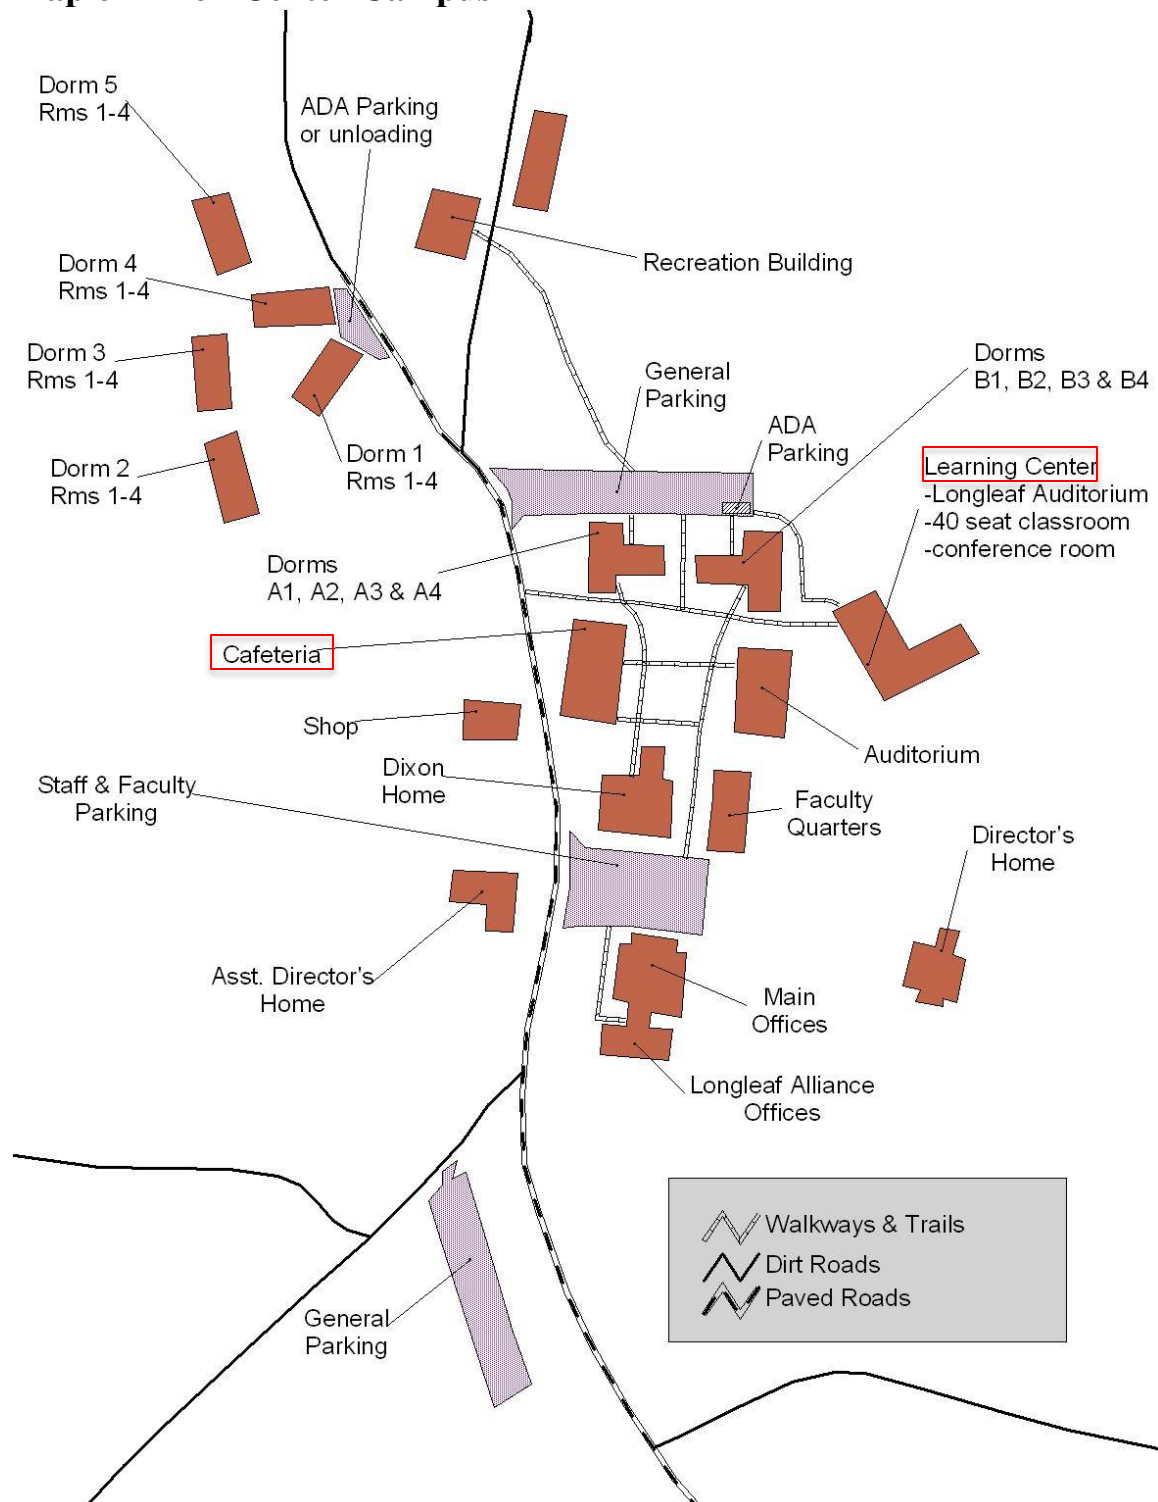 Dorm 5
Rms 1-4
ADA Parking
or unloading
Recreation Building
Dorm 4
Rms 1-4
Dorm 3
Rms 1-4
Dorms
B1, B2, B3 & B4
General
Parking
ADA
Parking
Dorm 1
Rms 1-4
Dorm 2
Rms 1-4
Learning Center
-Longleaf Auditorium
-40 seat classroom
-conference room
Dorms
A1, A2, A3 & A4
Cafeteria
Shop
Auditorium
Dixon
Home
Staff & Faculty
Parking
Faculty
Quarters
Director's
Home
Asst. Director's
Home
Main
Offices
Longleaf Alliance
Offices
Walkways & Trails
Dirt Roads
Paved Roads
General
Parking